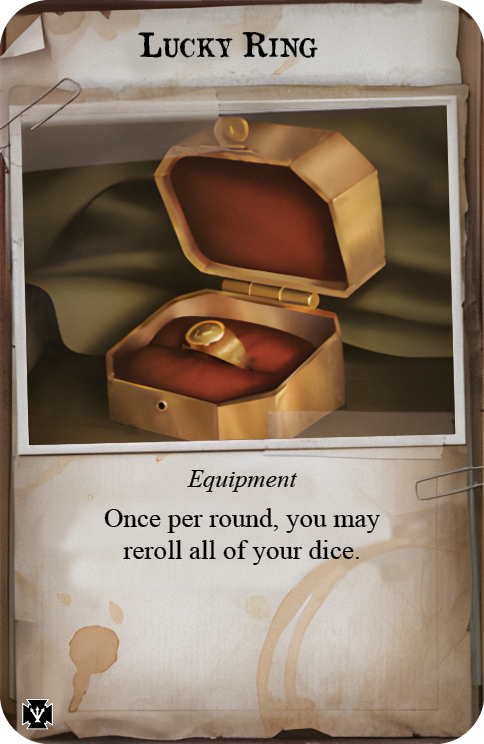 Lucky Ring
Equipment
Once per round, you may
reroll all of your dice.